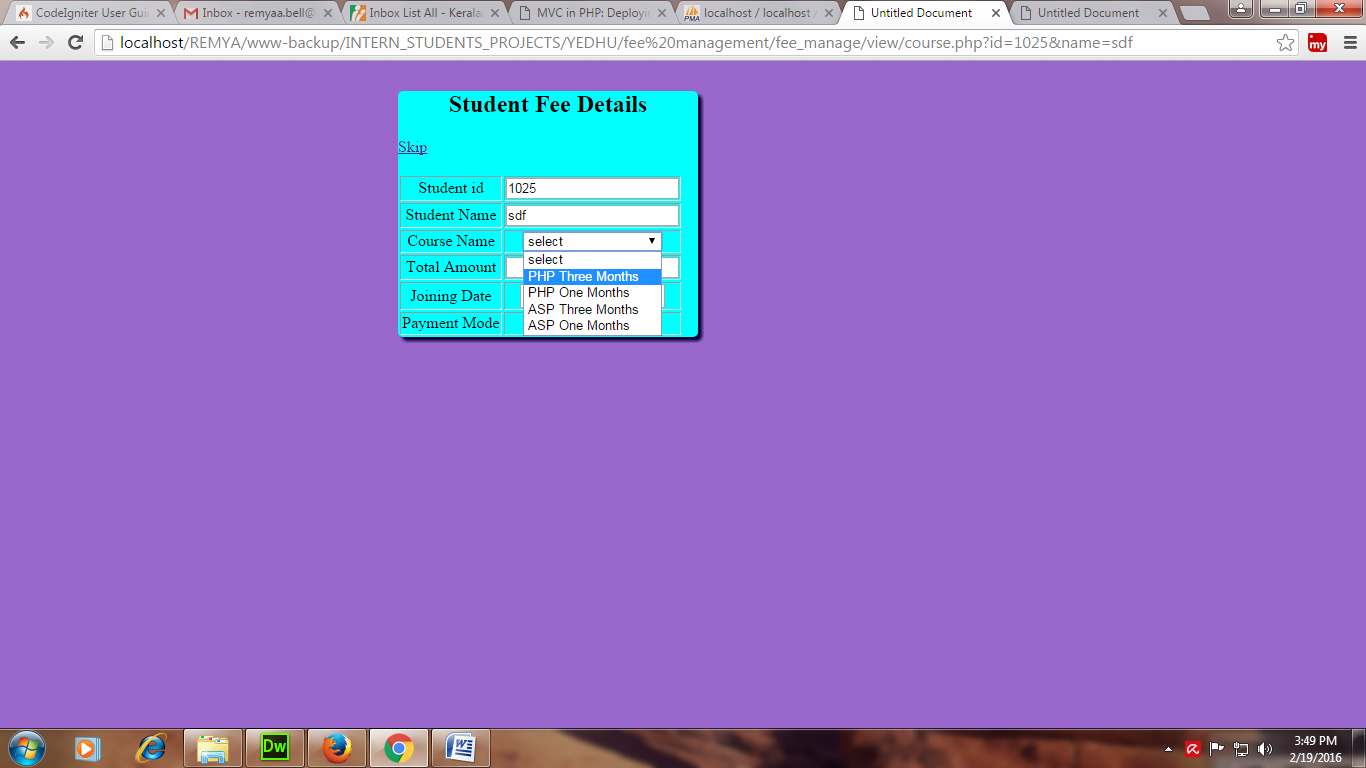 CodeIgniter User Gui
Inbox - remyaa.bell@
Inbox List All - Kerala
MVC in PHP: Deployi
localhost / localhost /
Untitled Document
Untitled Document
localhost/REMYA/www-backup/INTERN_STUDENTS_PROJECTS/YEDHU/fee%20management/fee_manage/view/course.php?id=1025&name=sdf
my
Student Fee Details
Skip
Student id 1025
Student Name sdf
Course Name select
select
Total Amount
PHP Three Months
PHP One Months
Joining Date
ASP Three Months
Payment Mode
ASP One Months
Dw
3:49 PM
2/19/2016